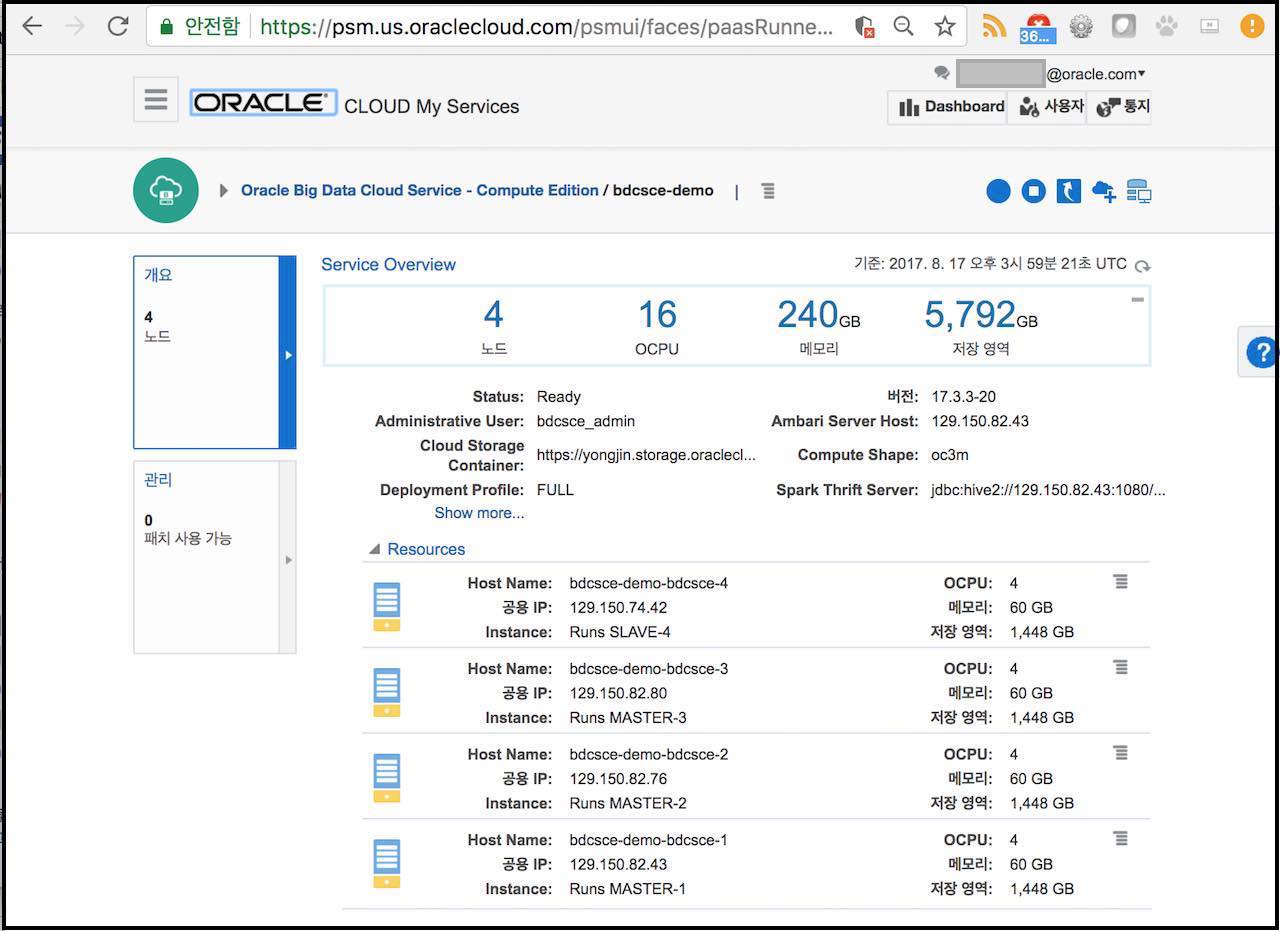 안전함 https://psm.us.oraclecloud.com/psmui/faces/paasRunne...
36...
@oracle.com
ORACLE CLOUD My Services
Dashboard 사용자 통지
Oracle Big Data Cloud Service - Compute Edition / bdcsce-demo |
개요
4
노드
관리
0
패치 사용 가능
Service Overview 기준: 2017. 8. 17 오후 3시 59분 21초 UTC
4 16 240GB 5,792GB
노드 OCPU 메모리 저장 영역
Status: Ready 버전: 17.3.3-20
Administrative User: bdcsce_admin Ambari Server Host: 129.150.82.43
Cloud Storage
Container: https://yongjin.storage.oraclecl... Compute Shape: oc3m
Deployment Profile: FULL Spark Thrift Server: jdbc:hive2://129.150.82.43:1080/...
Show more...
Resources
Host Name: bdcsce-demo-bdcsce-4 OCPU: 4
공용 IP: 129.150.74.42 메모리: 60 GB
Instance: Runs SLAVE-4 저장 영역: 1,448 GB
Host Name: bdcsce-demo-bdcsce-3 OCPU: 4
공용 IP: 129.150.82.80 메모리: 60 GB
Instance: Runs MASTER-3 저장 영역: 1,448 GB
Host Name: bdcsce-demo-bdcsce-2 OCPU: 4
공용 IP: 129.150.82.76 메모리: 60 GB
Instance: Runs MASTER-2 저장 영역: 1,448 GB
Host Name: bdcsce-demo-bdcsce-1 OCPU: 4
공용 IP: 129.150.82.43 메모리: 60 GB
Instance: Runs MASTER-1 저장 영역: 1,448 GB